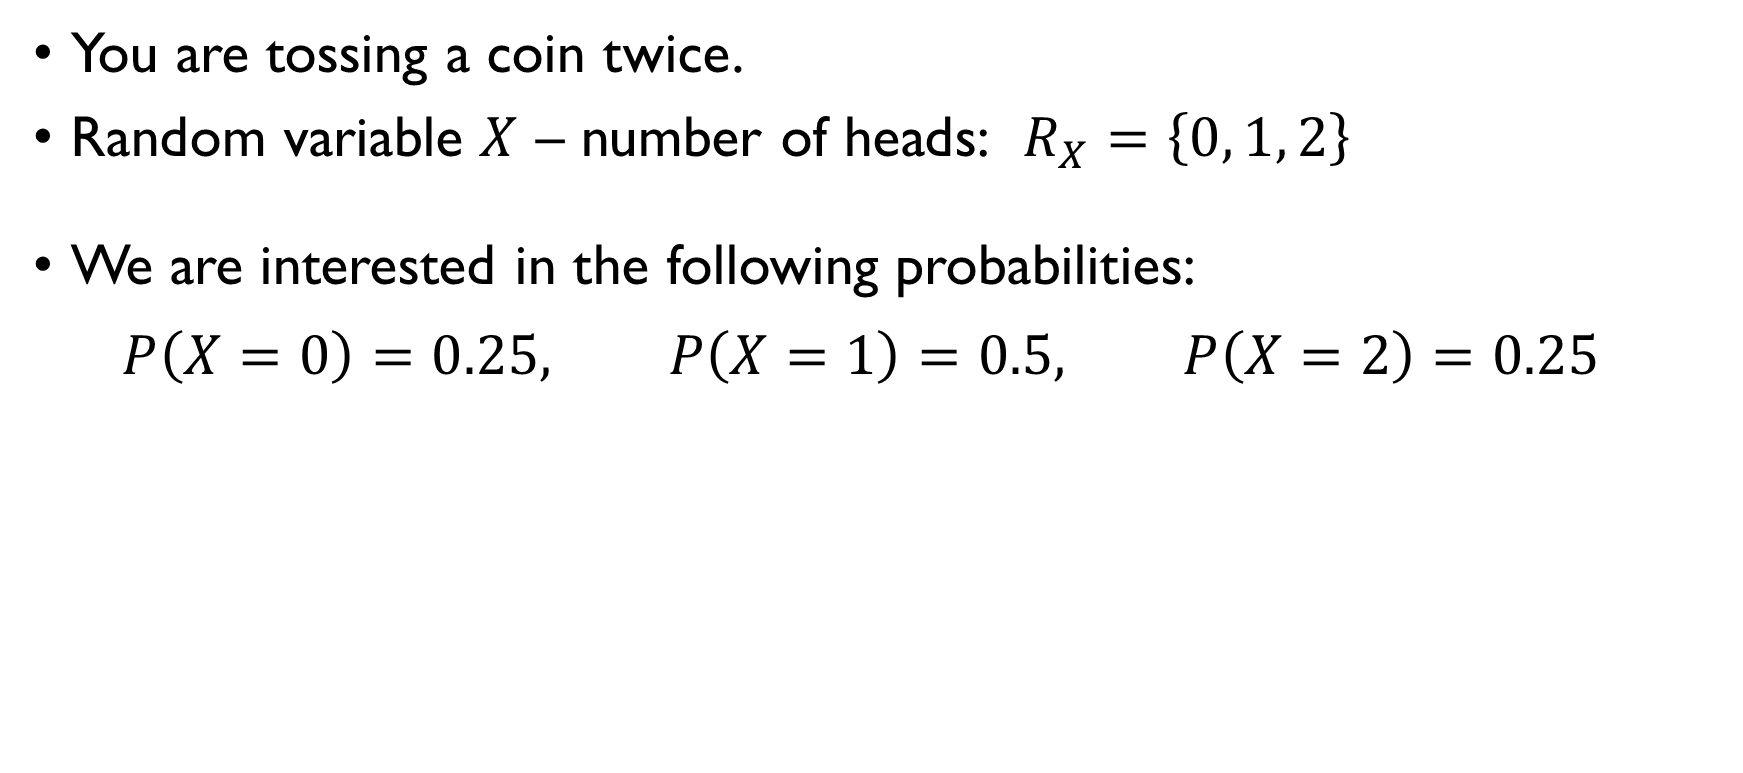 • You are tossing a coin twice.
• Random variable X – number of heads: R_X = {0, 1, 2}
• We are interested in the following probabilities:
P(X = 0) = 0.25, P(X = 1) = 0.5, P(X = 2) = 0.25